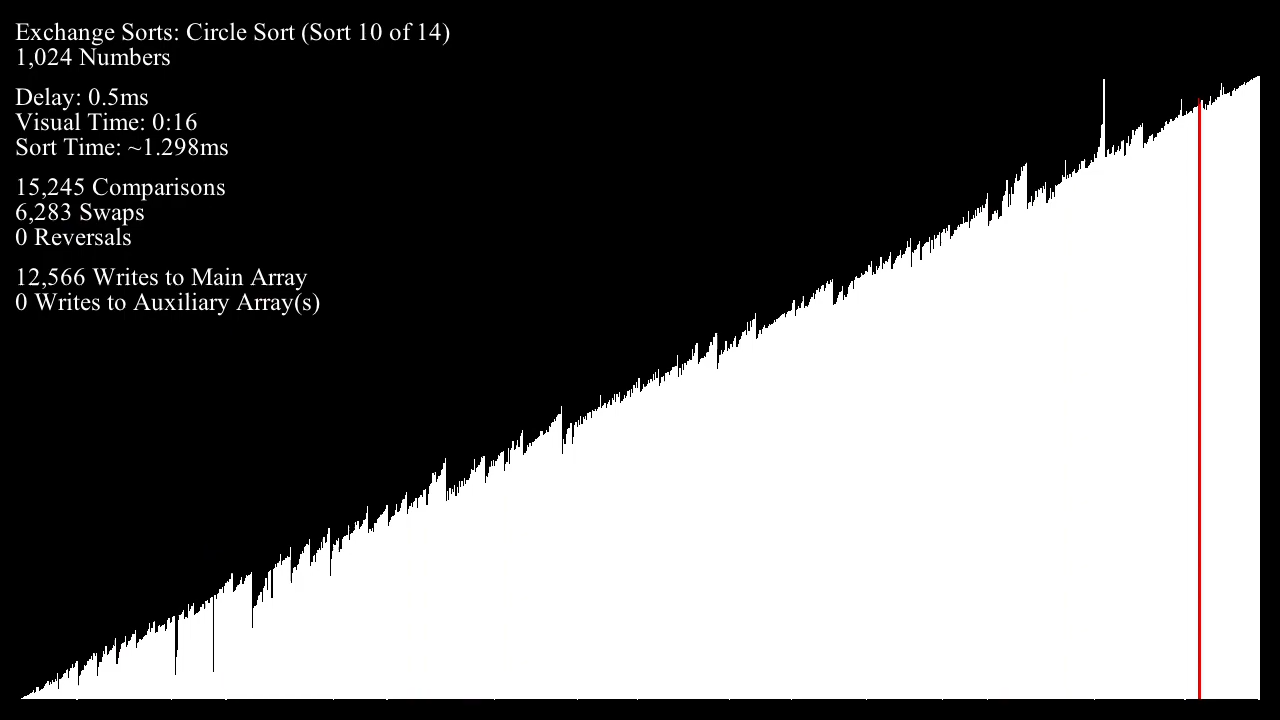 Exchange Sorts: Circle Sort (Sort 10 of 14)
1,024 Numbers
Delay: 0.5ms
Visual Time: 0:16
Sort Time: ~1.298ms
15,245 Comparisons
6,283 Swaps
0 Reversals
12,566 Writes to Main Array
0 Writes to Auxiliary Array(s)